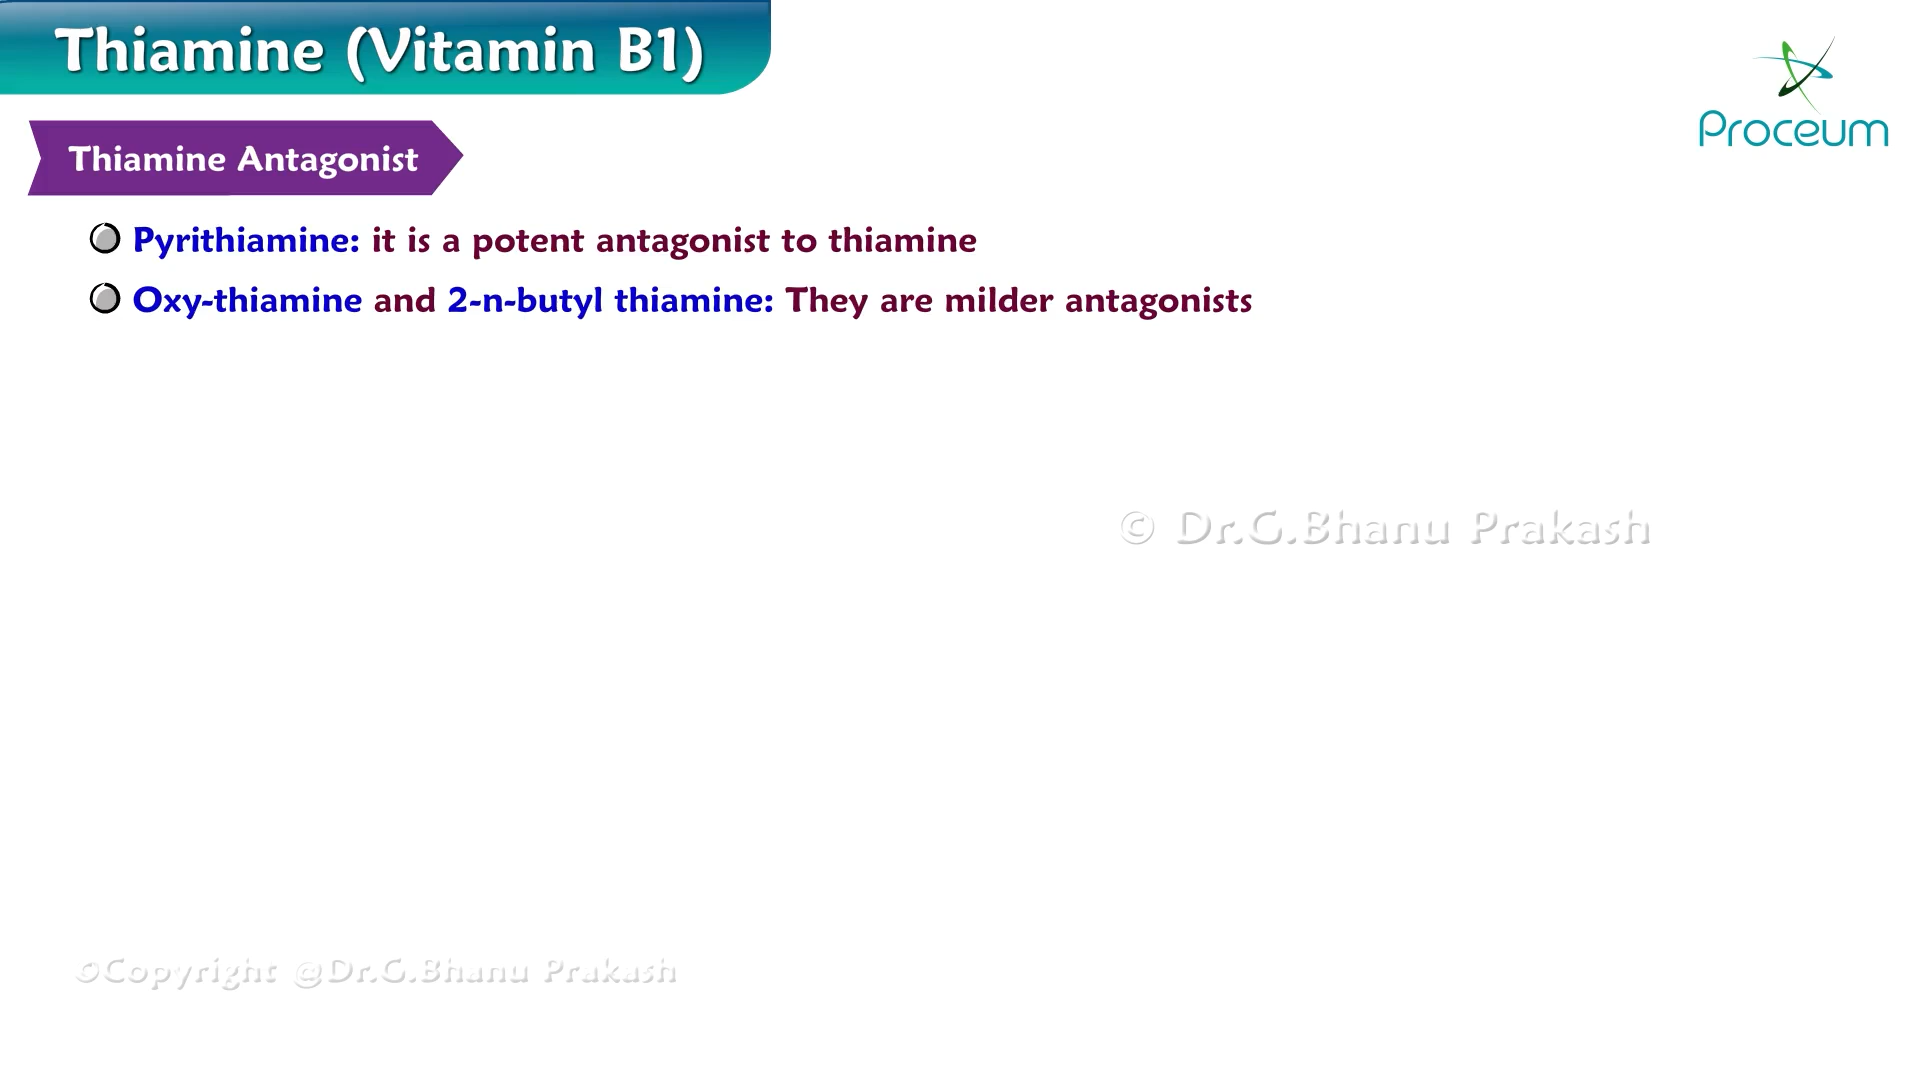 Thiamine (Vitamin B1)
Proceum
Thiamine Antagonist
Pyrithiamine: it is a potent antagonist to thiamine
Oxy-thiamine and 2-n-butyl thiamine: They are milder antagonists
© Dr.G.Bhanu Prakash
©Copyright @Dr.G.Bhanu Prakash